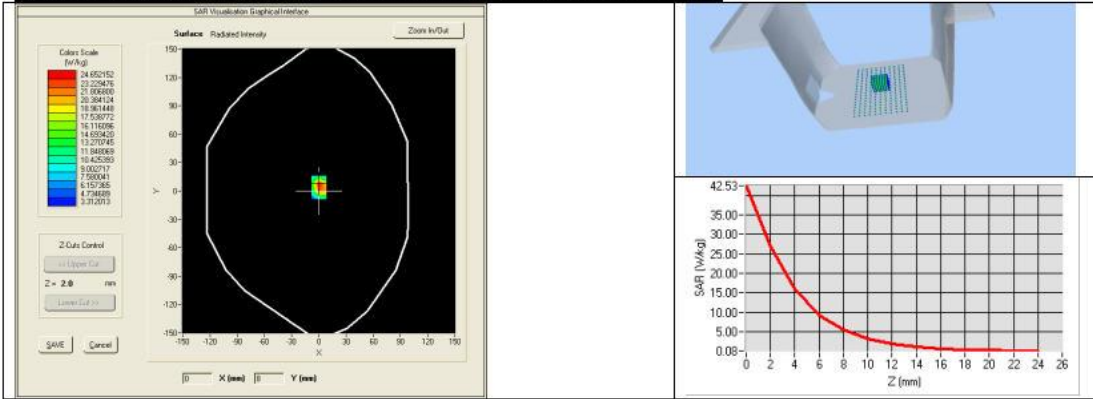 SAR Visualisation Graphical Interface
Surface Radiated Intensity
Zoom In/Out
Colors Scale
(W/kg)
24.652152
23.229476
21.806800
20.384124
18.961448
17.538772
16.116096
14.693420
13.270745
11.848069
10.425393
9.002717
7.580041
6.157365
4.734689
3.312013
Z-Cuts Control
<< Upper Cut
Z = 2.0 mm
Lower Cut >>
SAVE Cancel
150
120
90
60
30
0
-30
-60
-90
-120
-150
Y
-150 -120 -90 -60 -30 0 30 60 90 120 150
X
0 X (mm) 8 Y (mm)
42.53
35.00
30.00
25.00
20.00
15.00
10.00
5.00
0.08
SAR (W/kg)
0 2 4 6 8 10 12 14 16 18 20 22 24 26
Z (mm)